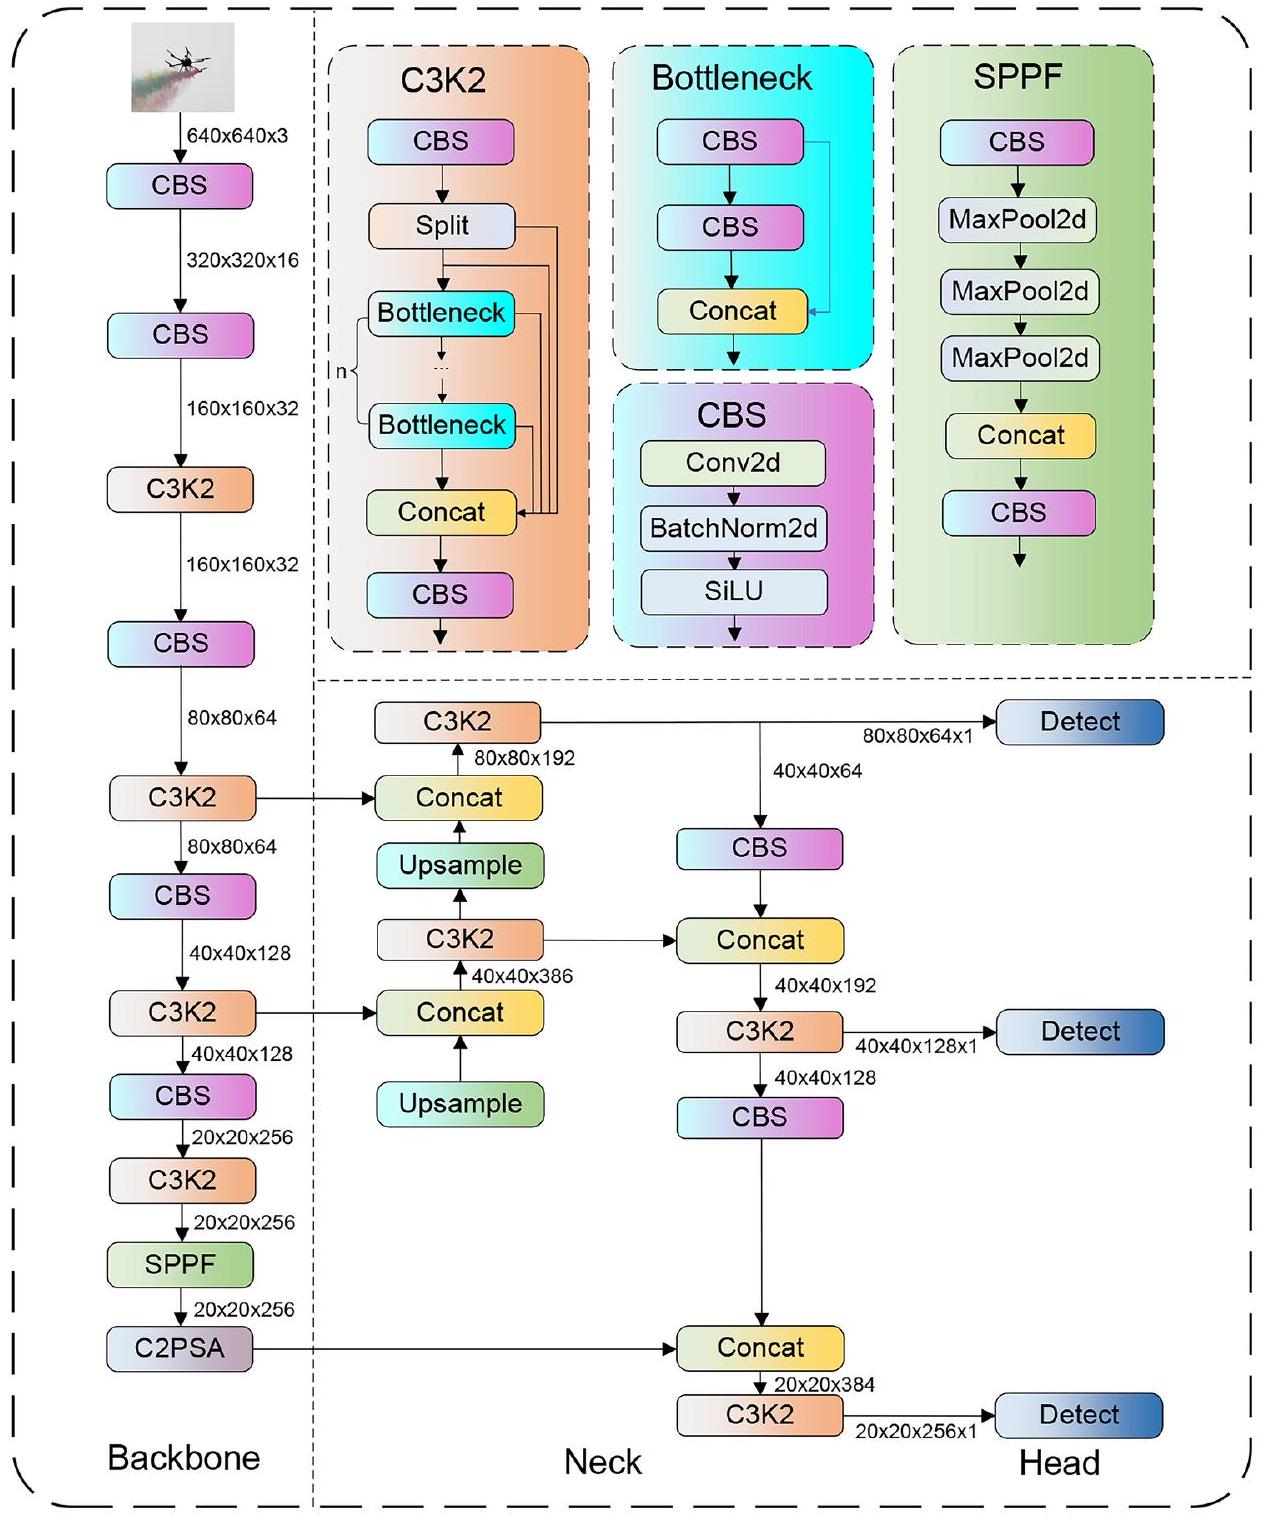 640x640x3
CBS
320x320x16
CBS
160x160x32
C3K2
160x160x32
CBS
80x80x64
C3K2
80x80x64
CBS
40x40x128
C3K2
40x40x128
CBS
20x20x256
C3K2
20x20x256
SPPF
20x20x256
C2PSA
Backbone
C3K2
CBS
Split
Bottleneck
n
...
Bottleneck
Concat
CBS
Bottleneck
CBS
CBS
Concat
CBS
Conv2d
BatchNorm2d
SiLU
SPPF
CBS
MaxPool2d
MaxPool2d
MaxPool2d
Concat
CBS
C3K2
80x80x192
Concat
Upsample
C3K2
40x40x386
Concat
Upsample
40x40x64
CBS
Concat
40x40x192
C3K2
40x40x128
CBS
Concat
20x20x384
C3K2
Neck
80x80x64x1
Detect
40x40x128x1
Detect
20x20x256x1
Detect
Head